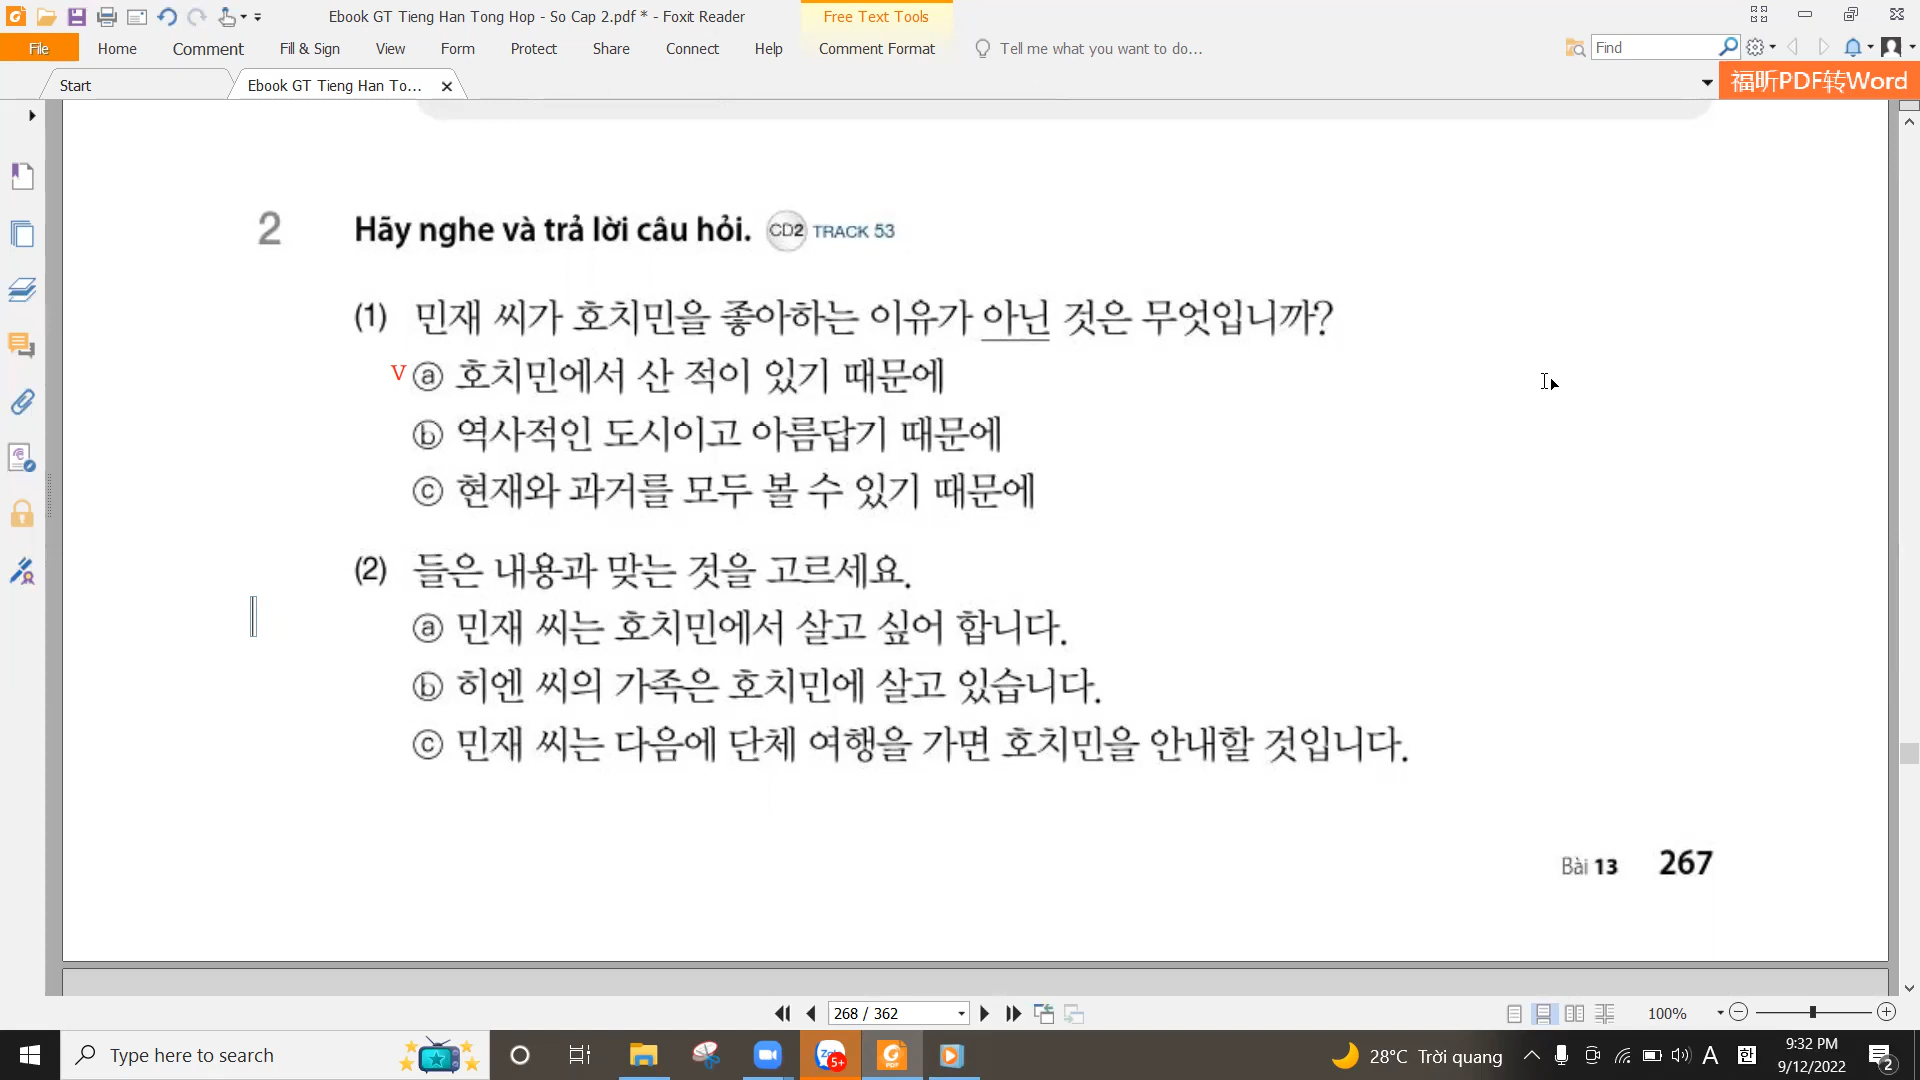 Ebook GT Tieng Han Tong Hop - So Cap 2.pdf * - Foxit Reader
Free Text Tools
File Home Comment Fill & Sign View Form Protect Share Connect Help Comment Format Tell me what you want to do... Find
Start Ebook GT Tieng Han To... 福昕PDF转Word
2 Hãy nghe và trả lời câu hỏi. CD2 TRACK 53
(1) 민재 씨가 호치민을 좋아하는 이유가 아닌 것은 무엇입니까?
V ⓐ 호치민에서 산 적이 있기 때문에
ⓑ 역사적인 도시이고 아름답기 때문에
ⓒ 현재와 과거를 모두 볼 수 있기 때문에
(2) 들은 내용과 맞는 것을 고르세요.
ⓐ 민재 씨는 호치민에서 살고 싶어 합니다.
ⓑ 히엔 씨의 가족은 호치민에 살고 있습니다.
ⓒ 민재 씨는 다음에 단체 여행을 가면 호치민을 안내할 것입니다.
Bài 13 267
268 / 362 100%
Type here to search 5+ 28°C Trời quang A 한 9:32 PM
9/12/2022 2